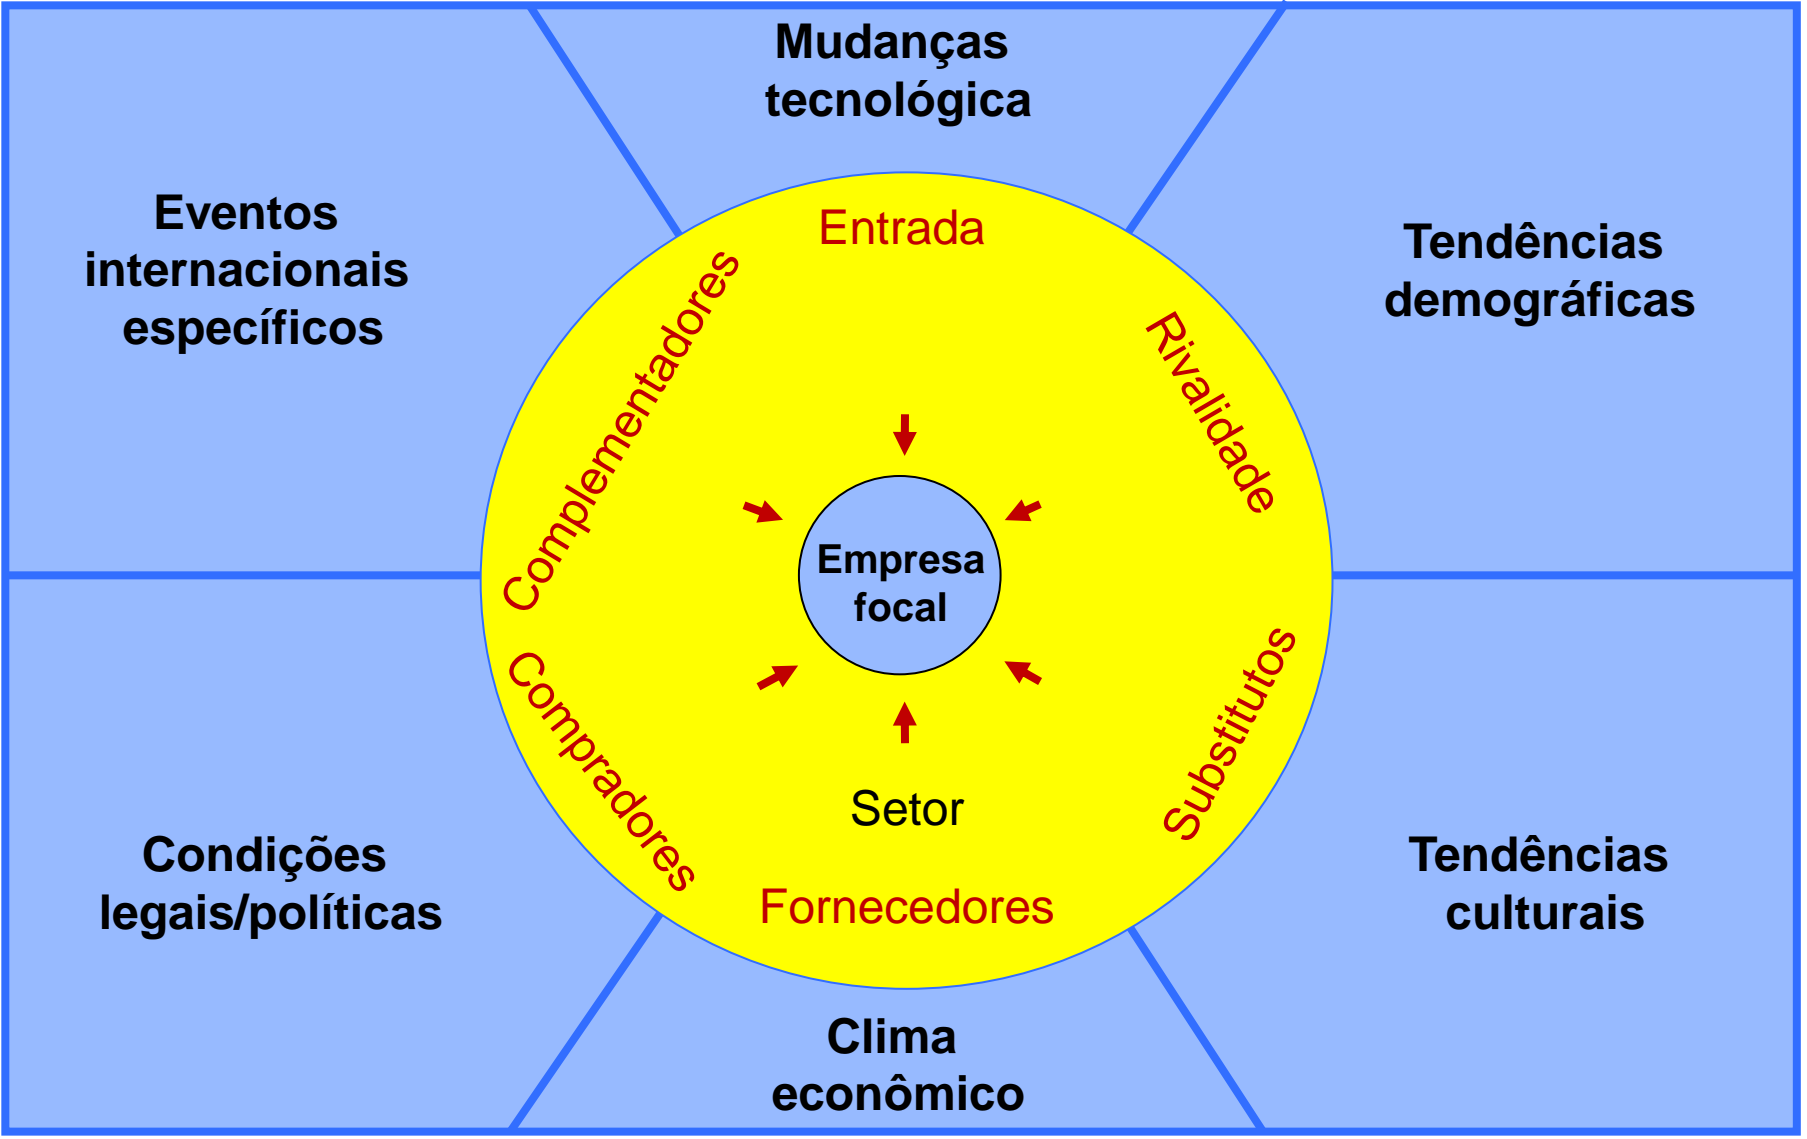 Mudanças
tecnológica
Eventos
internacionais
específicos
Tendências
demográficas
Entrada
Complementadores
Rivalidade
Empresa
focal
Compradores
Substitutos
Setor
Fornecedores
Condições
legais/políticas
Tendências
culturais
Clima
econômico